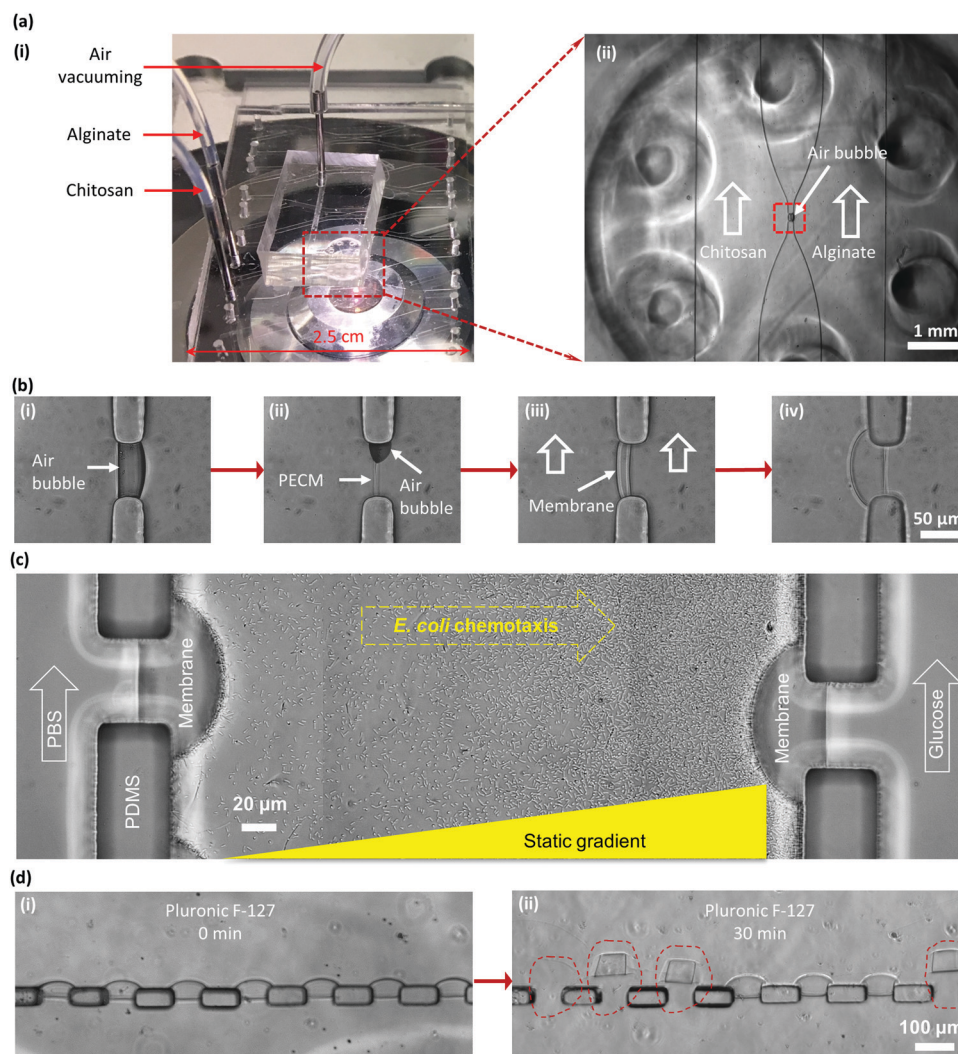 (a)
(i)
Air
vacuuming
Alginate
Chitosan
2.5 cm
(ii)
Air bubble
Chitosan
Alginate
1 mm
(b)
(i)
Air
bubble
(ii)
PECM
Air
bubble
(iii)
Membrane
(iv)
50 µm
(c)
E. coli chemotaxis
PBS
Membrane
PDMS
20 µm
Static gradient
Membrane
Glucose
(d)
(i)
Pluronic F-127
0 min
(ii)
Pluronic F-127
30 min
100 µm